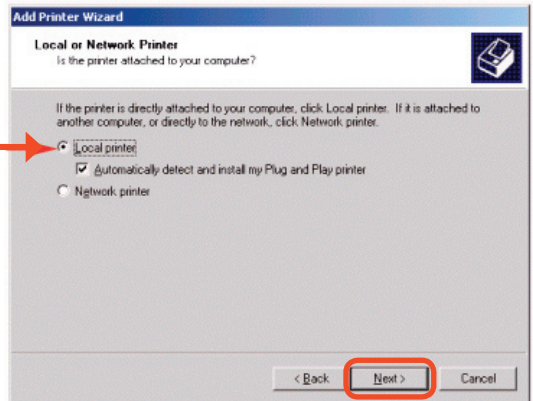 Add Printer Wizard
Local or Network Printer
Is the printer attached to your computer?
If the printer is directly attached to your computer, click Local printer. If it is attached to
another computer, or directly to the network, click Network printer.
Local printer
Automatically detect and install my Plug and Play printer
Network printer
< Back
Next >
Cancel